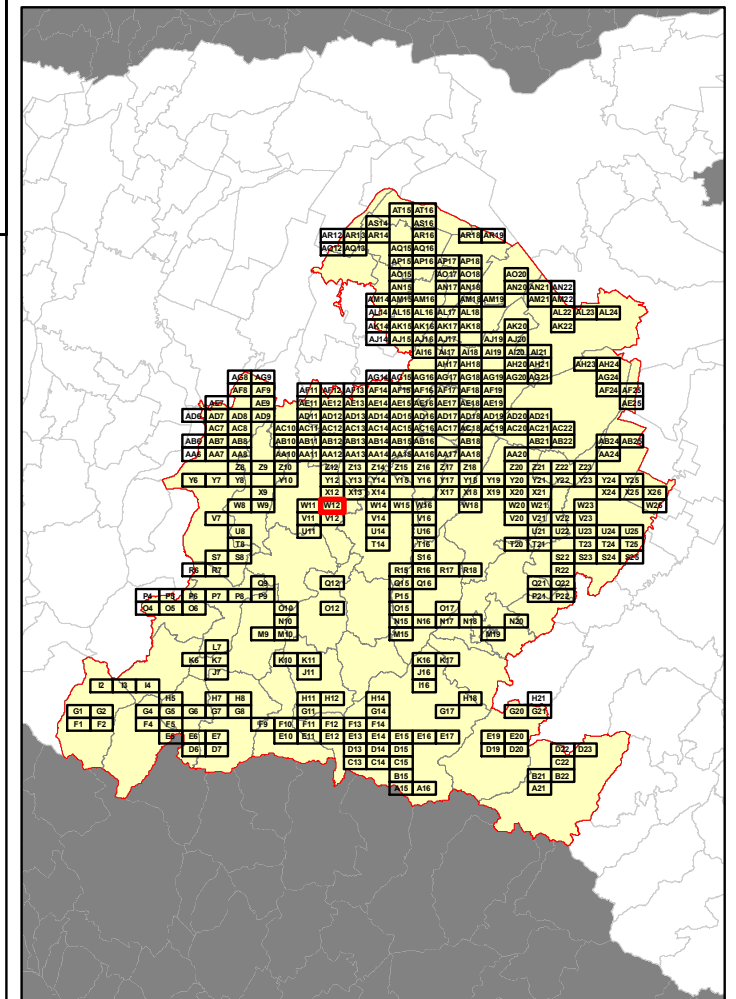 AT15 AT16
AS14 AS16
AR12 AR13 AR14 AR16 AR18 AR19
AQ12 AQ13 AQ15 AQ16
AP15 AP16 AP17 AP18
AO15 AO17 AO18 AO20
AN15 AN17 AN18 AN20 AN21 AN22
AM14 AM15 AM16 AM18 AM19 AM21 AM22
AL14 AL15 AL16 AL17 AL18 AL22 AL23 AL24
AK14 AK15 AK16 AK17 AK18 AK20 AK22
AJ14 AJ15 AJ16 AJ17 AJ19 AJ20
AI16 AI17 AI18 AI19 AI20 AI21
AH17 AH18 AH20 AH21 AH23 AH24
AG8 AG9 AG14 AG15 AG16 AG17 AG18 AG19 AG20 AG21 AG24
AF8 AF9 AF11 AF12 AF13 AF14 AF15 AF16 AF17 AF18 AF19 AF24 AF25
AE7 AE9 AE11 AE12 AE13 AE14 AE15 AE16 AE17 AE18 AE19 AE25
AD6 AD7 AD8 AD9 AD11 AD12 AD13 AD14 AD15 AD16 AD17 AD18 AD19 AD20 AD21
AC7 AC8 AC10 AC11 AC12 AC13 AC14 AC15 AC16 AC17 AC18 AC19 AC20 AC21 AC22
AB6 AB7 AB8 AB10 AB11 AB12 AB13 AB14 AB15 AB16 AB18 AB21 AB22 AB24 AB25
AA6 AA7 AA8 AA10 AA11 AA12 AA13 AA14 AA15 AA16 AA17 AA18 AA20 AA24
Z8 Z9 Z10 Z12 Z13 Z14 Z15 Z16 Z17 Z18 Z20 Z21 Z22 Z23
Y6 Y7 Y8 Y10 Y12 Y13 Y14 Y15 Y16 Y17 Y18 Y19 Y20 Y21 Y22 Y23 Y24 Y25
X9 X12 X13 X14 X17 X18 X19 X20 X21 X24 X25 X26
W8 W9 W11 W12 W14 W15 W16 W18 W20 W21 W23 W26
V7 V11 V12 V14 V16 V20 V21 V22 V23
U8 U11 U14 U16 U21 U22 U23 U24 U25
T8 T14 T16 T20 T21 T23 T24 T25
S7 S8 S16 S22 S23 S24 S25
R6 R7 R15 R16 R17 R18 R22
Q9 Q12 Q15 Q16 Q21 Q22
P4 P5 P6 P7 P8 P9 P15 P21 P22
O4 O5 O6 O10 O12 O15 O17
N10 N15 N16 N17 N18 N20
M9 M10 M15 M19
L7
K6 K7 K10 K11 K16 K17
J7 J11 J16
I2 I3 I4 I16
H5 H7 H8 H11 H12 H14 H18 H21
G1 G2 G4 G5 G6 G7 G8 G11 G14 G17 G20 G21
F1 F2 F4 F5 F9 F10 F11 F12 F13 F14
E5 E6 E7 E10 E11 E12 E13 E14 E15 E16 E17 E19 E20
D6 D7 D13 D14 D15 D19 D20 D22 D23
C13 C14 C15 C22
B15 B21 B22
A15 A16 A21